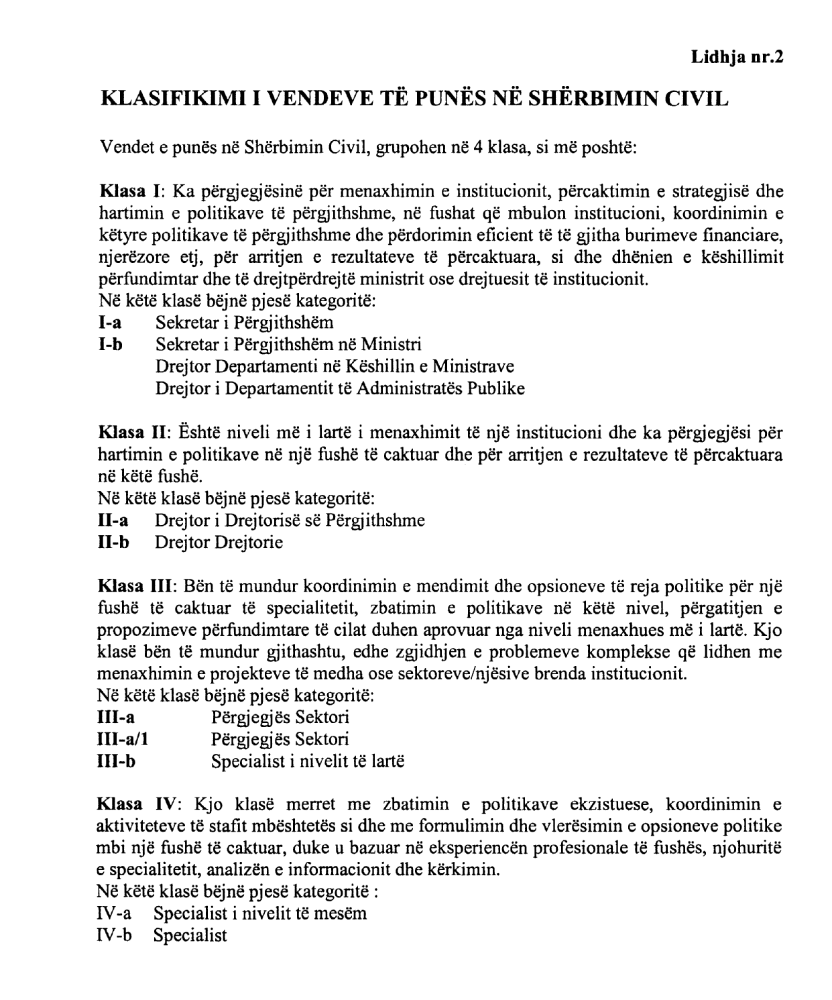 Lidhja nr.2
KLASIFIKIMI I VENDEVE TË PUNËS NË SHËRBIMIN CIVIL
Vendet e punës në Shërbimin Civil, grupohen në 4 klasa, si më poshtë:
Klasa I: Ka përgjegjësinë për menaxhimin e institucionit, përcaktimin e strategjisë dhe
hartimin e politikave të përgjithshme, në fushat që mbulon institucioni, koordinimin e
këtyre politikave të përgjithshme dhe përdorimin eficient të të gjitha burimeve financiare,
njerëzore etj, për arritjen e rezultateve të përcaktuara, si dhe dhënien e këshillimit
përfundimtar dhe të drejtpërdrejtë ministrit ose drejtuesit të institucionit.
Në këtë klasë bëjnë pjesë kategoritë:
I-a Sekretar i Përgjithshëm
I-b Sekretar i Përgjithshëm në Ministri
Drejtor Departamenti në Këshillin e Ministrave
Drejtor i Departamentit të Administratës Publike
Klasa II: Është niveli më i lartë i menaxhimit të një institucioni dhe ka përgjegjësi për
hartimin e politikave në një fushë të caktuar dhe për arritjen e rezultateve të përcaktuara
në këtë fushë.
Në këtë klasë bëjnë pjesë kategoritë:
II-a Drejtor i Drejtorisë së Përgjithshme
II-b Drejtor Drejtorie
Klasa III: Bën të mundur koordinimin e mendimit dhe opsioneve të reja politike për një
fushë të caktuar të specialitetit, zbatimin e politikave në këtë nivel, përgatitjen e
propozimeve përfundimtare të cilat duhen aprovuar nga niveli menaxhues më i lartë. Kjo
klasë bën të mundur gjithashtu, edhe zgjidhjen e problemeve komplekse që lidhen me
menaxhimin e projekteve të medha ose sektoreve/njësive brenda institucionit.
Në këtë klasë bëjnë pjesë kategoritë:
III-a Përgjegjës Sektori
III-a/1 Përgjegjës Sektori
III-b Specialist i nivelit të lartë
Klasa IV: Kjo klasë merret me zbatimin e politikave ekzistuese, koordinimin e
aktiviteteve të stafit mbështetës si dhe me formulimin dhe vlerësimin e opsioneve politike
mbi një fushë të caktuar, duke u bazuar në eksperiencën profesionale të fushës, njohuritë
e specialitetit, analizën e informacionit dhe kërkimin.
Në këtë klasë bëjnë pjesë kategoritë :
IV-a Specialist i nivelit të mesëm
IV-b Specialist